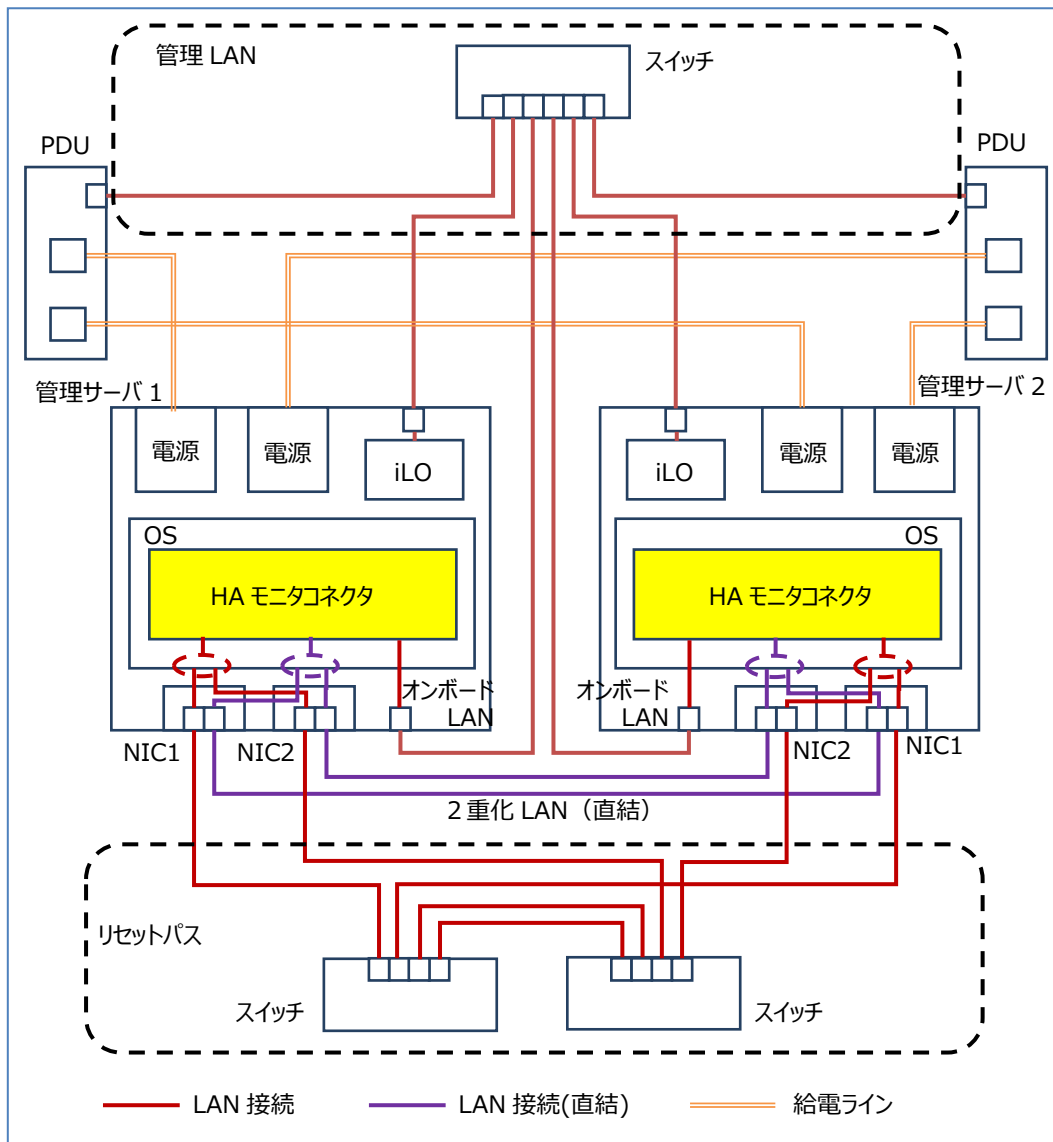 管理 LAN
スイッチ
PDU
PDU
管理サーバ 1
管理サーバ 2
電源
電源
iLO
iLO
電源
電源
OS
OS
HA モニタコネクタ
HA モニタコネクタ
オンボード
LAN
オンボード
LAN
NIC1
NIC2
NIC2
NIC1
２重化 LAN（直結）
リセットパス
スイッチ
スイッチ
LAN 接続
LAN 接続(直結)
給電ライン